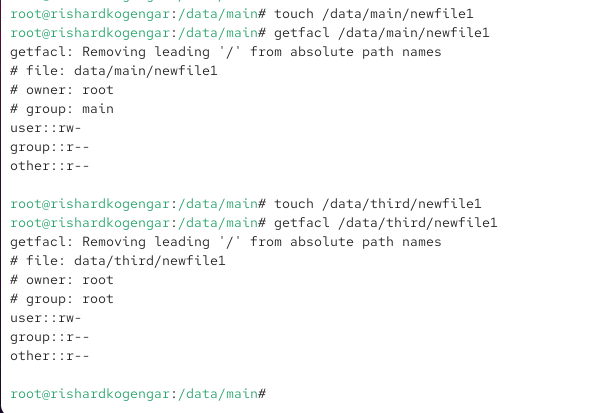 root@rishardkogengar:/data/main# touch /data/main/newfile1
root@rishardkogengar:/data/main# getfacl /data/main/newfile1
getfacl: Removing leading '/' from absolute path names
# file: data/main/newfile1
# owner: root
# group: main
user::rw-
group::r--
other::r--

root@rishardkogengar:/data/main# touch /data/third/newfile1
root@rishardkogengar:/data/main# getfacl /data/third/newfile1
getfacl: Removing leading '/' from absolute path names
# file: data/third/newfile1
# owner: root
# group: root
user::rw-
group::r--
other::r--

root@rishardkogengar:/data/main#